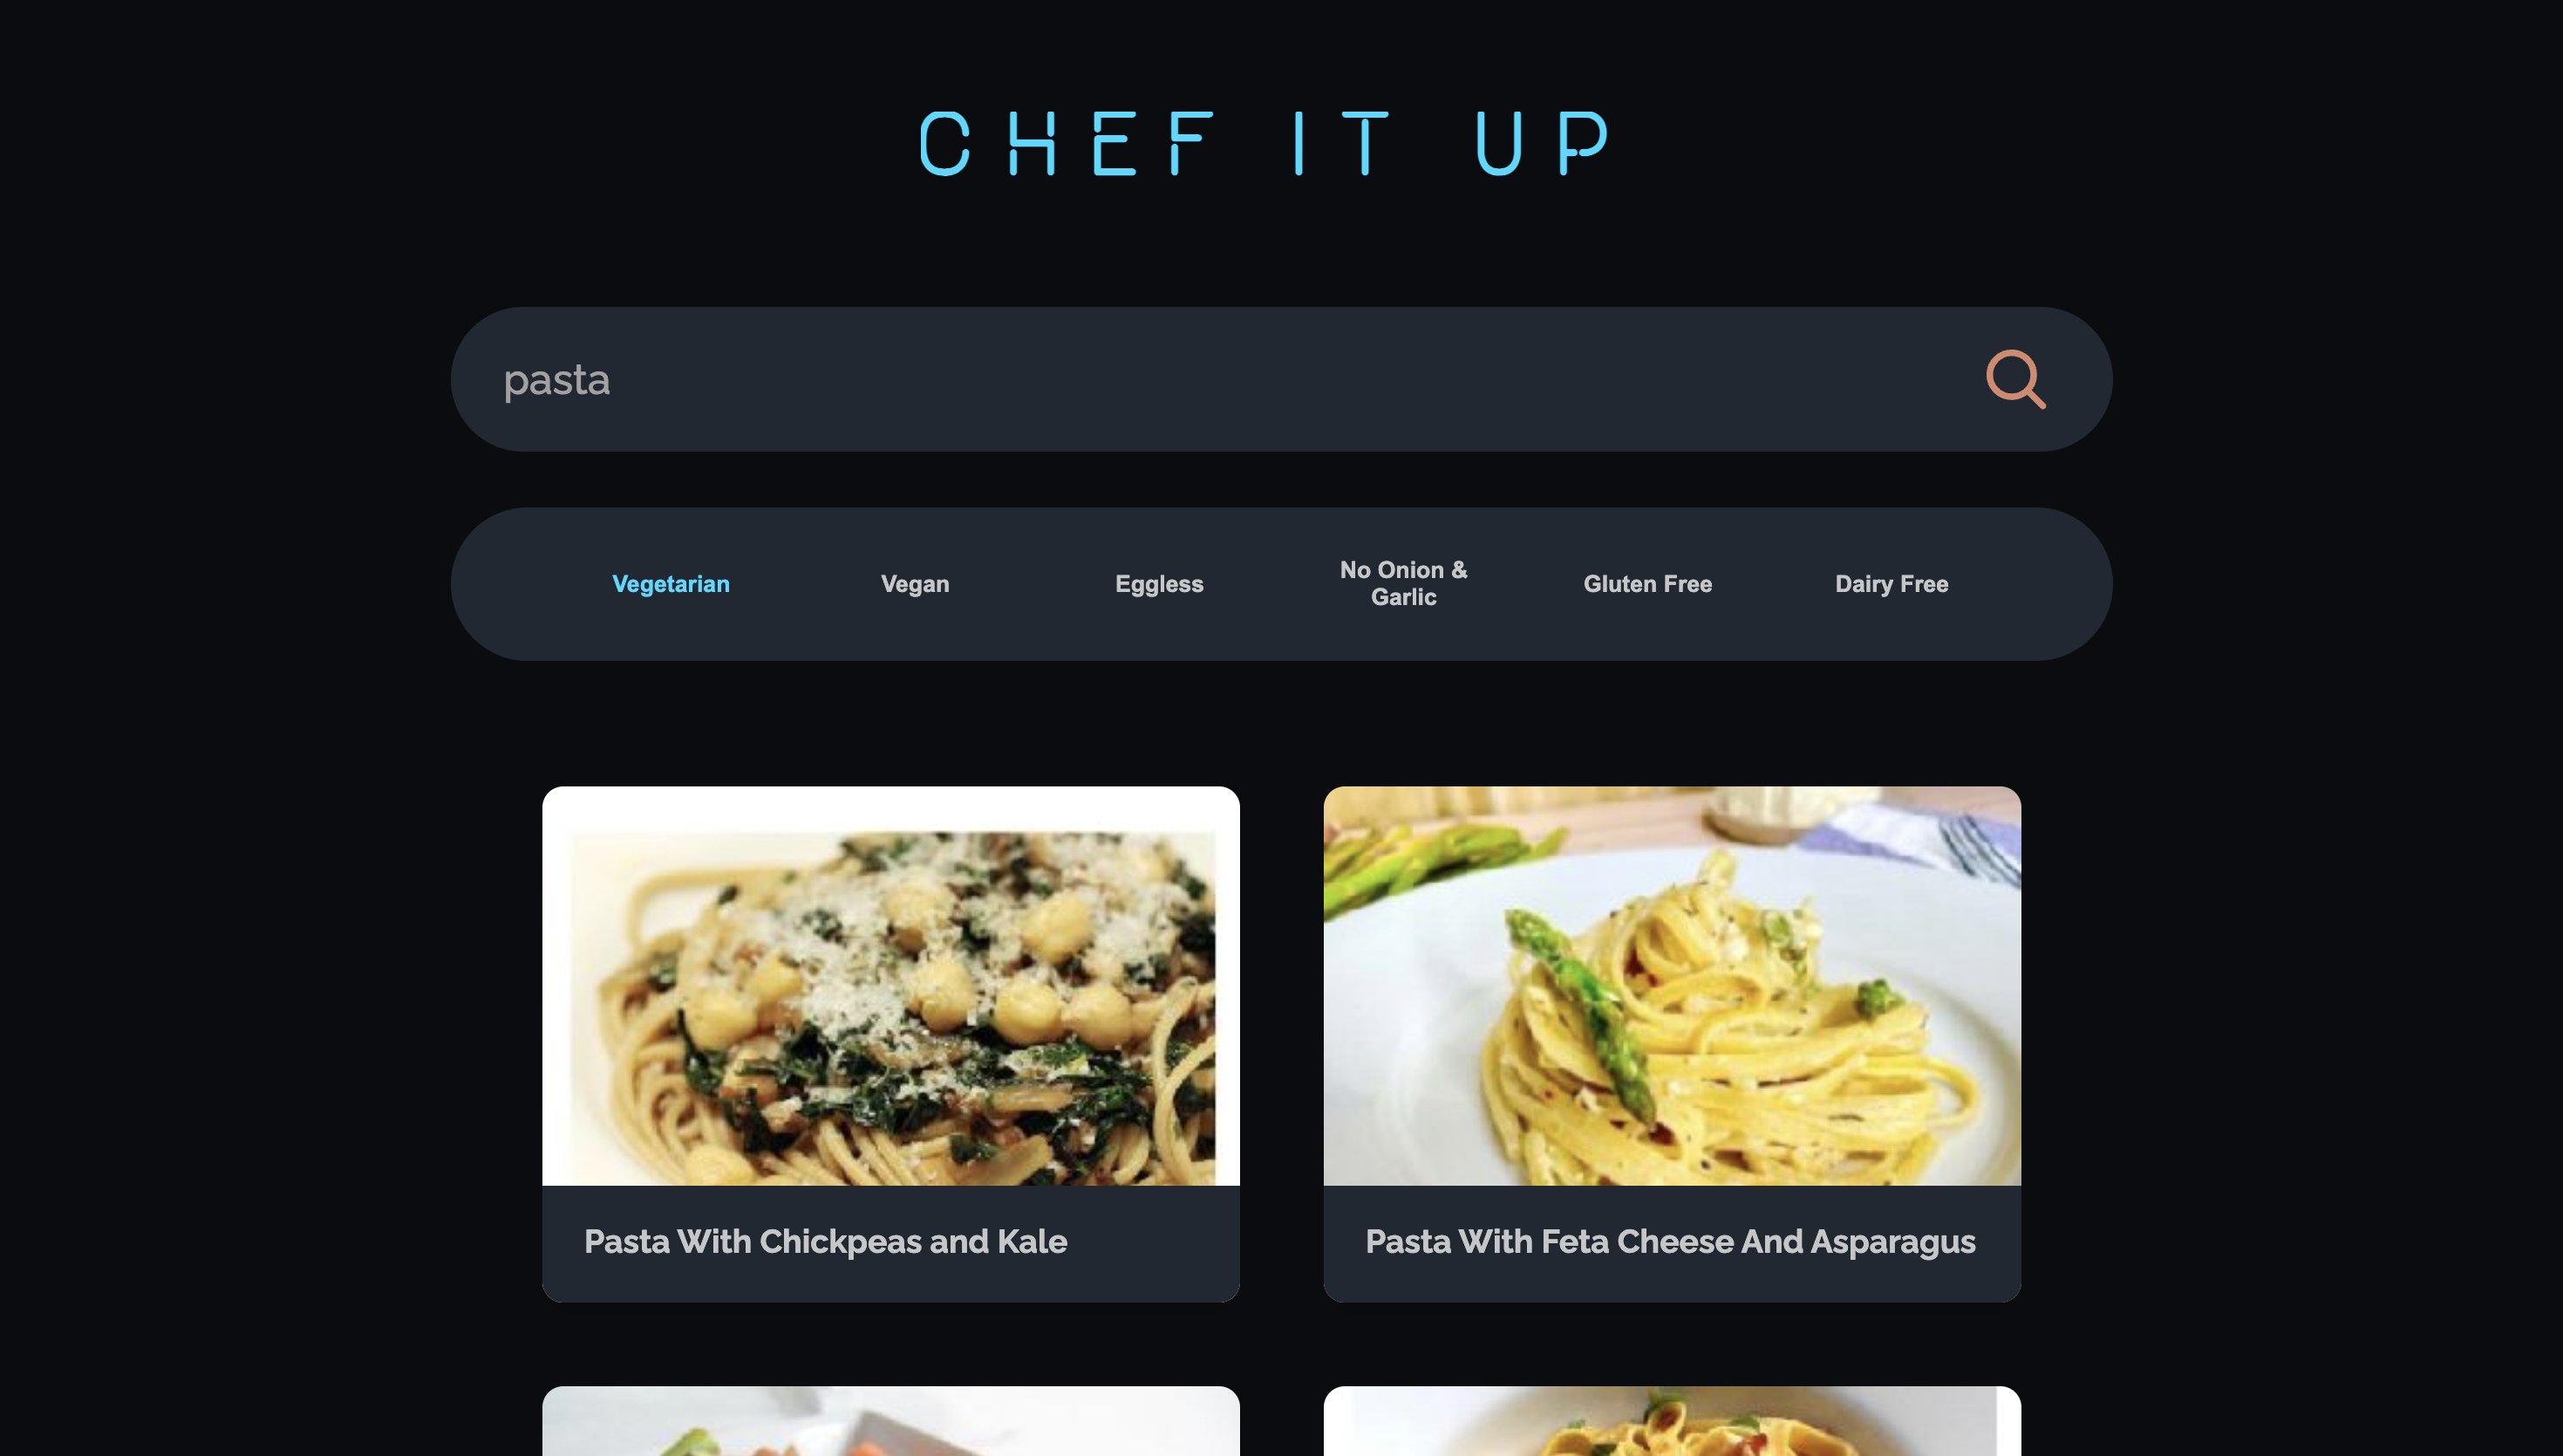 CHEF IT UP
pasta
Vegetarian
Vegan
Eggless
No Onion &
Garlic
Gluten Free
Dairy Free
Pasta With Chickpeas and Kale
Pasta With Feta Cheese And Asparagus